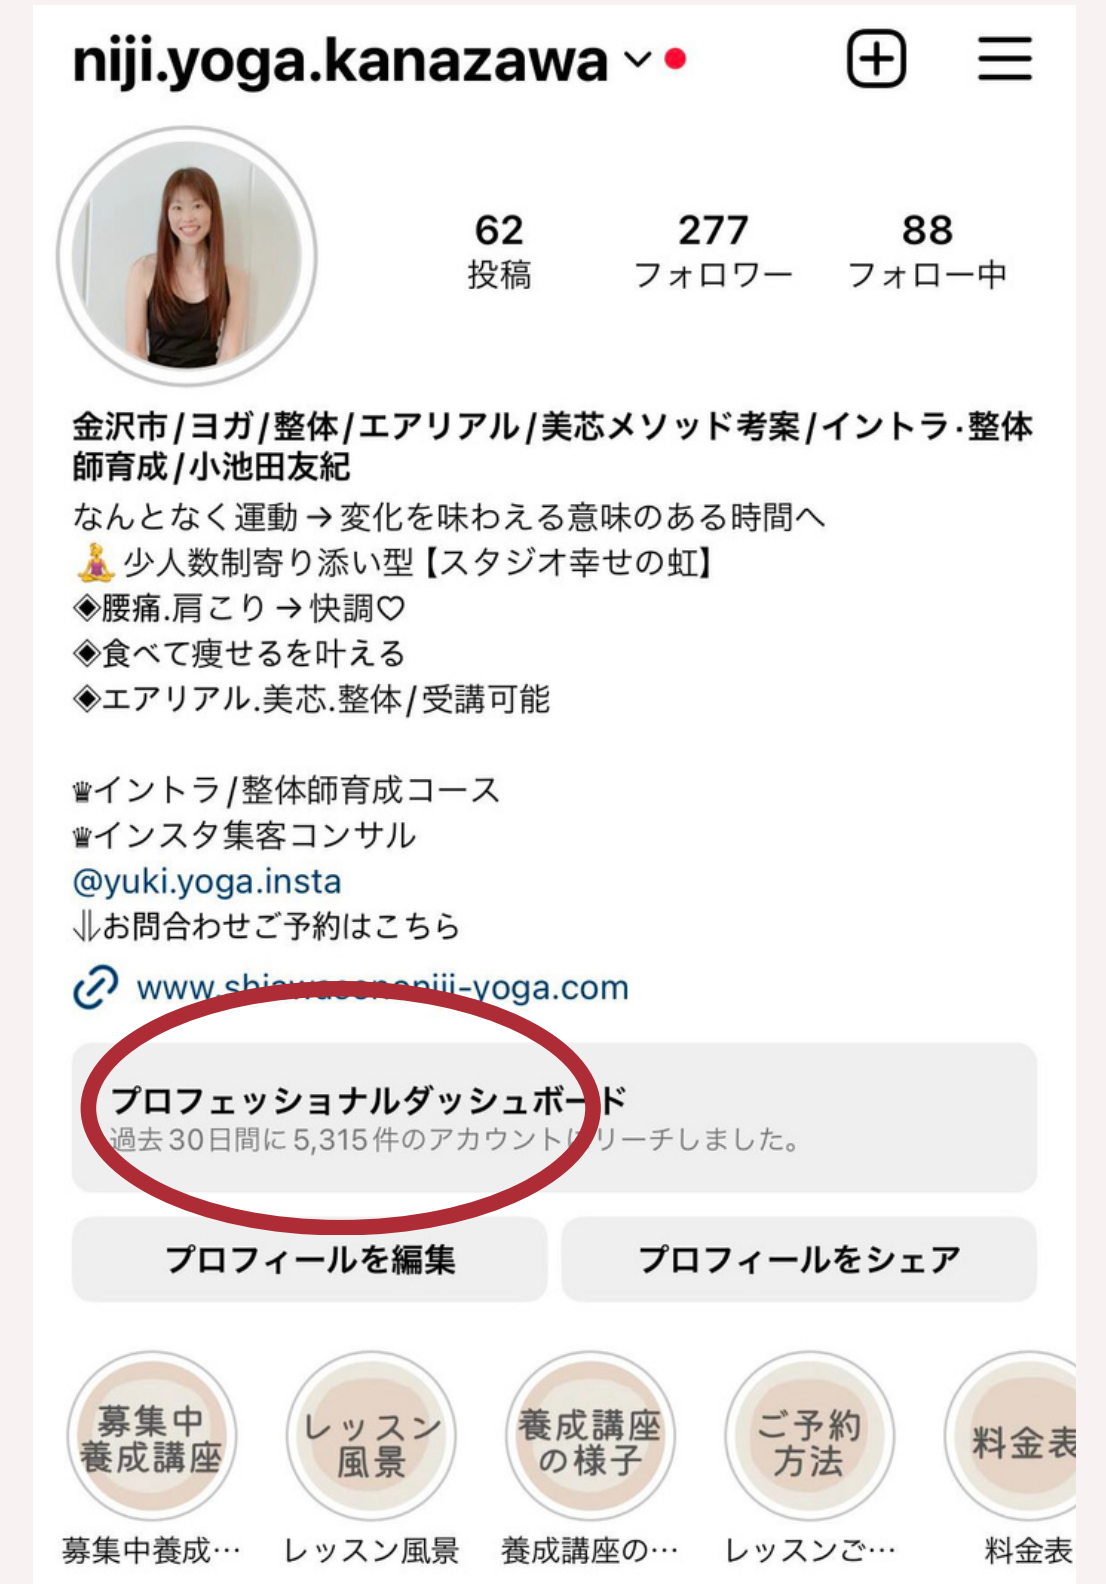 niji.yoga.kanazawa
62
投稿
277
フォロワー
88
フォロー中
金沢市/ヨガ/整体/エアリアル/美芯メソッド考案/イントラ·整体
師育成/小池田友紀
なんとなく運動→変化を味わえる意味のある時間へ
🧘‍♀️少人数制寄り添い型【スタジオ幸せの虹】
◈腰痛.肩こり→快調♡
◈食べて痩せるを叶える
◈エアリアル.美芯.整体/受講可能
♛イントラ/整体師育成コース
♛インスタ集客コンサル
@yuki.yoga.insta
⇓お問合わせご予約はこちら
www.shiawasenoniji-yoga.com
プロフェッショナルダッシュボード
過去30日間に5,315件のアカウントにリーチしました。
プロフィールを編集
プロフィールをシェア
募集中
養成講座
レッスン
風景
養成講座
の様子
ご予約
方法
料金表
募集中養成…
レッスン風景
養成講座の…
レッスンご…
料金表